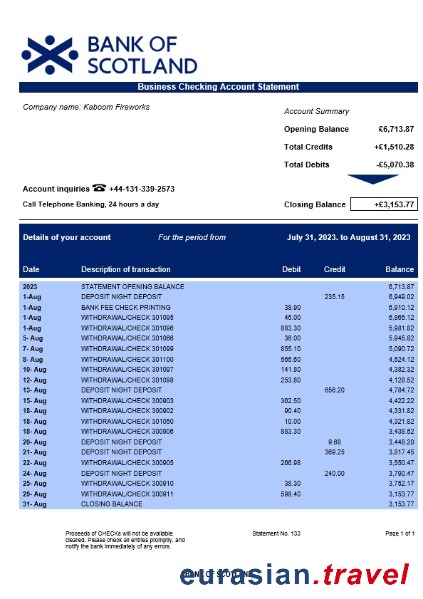 BANK OF
SCOTLAND
Business Checking Account Statement
Company name: Kaboom Fireworks
Account Summary
Opening Balance £6,713.87
Total Credits +£1,510.28
Total Debits -£5,070.38
Account inquiries ☎ +44-131-339-2573
Call Telephone Banking, 24 hours a day
Closing Balance +£3,153.77
Details of your account For the period from July 31, 2023. to August 31, 2023
Date Description of transaction Debit Credit Balance
2023 STATEMENT OPENING BALANCE 6,713.87
1-Aug DEPOSIT NIGHT DEPOSIT 235.15 6,949.02
1-Aug BANK FEE CHECK PRINTING 38.90 6,910.12
1-Aug WITHDRAWAL/CHECK 301095 45.00 6,865.12
1-Aug WITHDRAWAL/CHECK 301096 883.30 5,981.82
5- Aug WITHDRAWAL/CHECK 301066 36.00 5,945.82
7- Aug WITHDRAWAL/CHECK 301099 855.10 5,090.72
8- Aug WITHDRAWAL/CHECK 301100 566.60 4,524.12
10- Aug WITHDRAWAL/CHECK 301097 141.80 4,382.32
12- Aug WITHDRAWAL/CHECK 301098 253.80 4,128.52
13- Aug DEPOSIT NIGHT DEPOSIT 656.20 4,784.72
15- Aug WITHDRAWAL/CHECK 300903 362.50 4,422.22
18- Aug WITHDRAWAL/CHECK 300902 90.40 4,331.82
18- Aug WITHDRAWAL/CHECK 301050 10.00 4,321.82
18- Aug WITHDRAWAL/CHECK 300906 883.30 3,438.52
20- Aug DEPOSIT NIGHT DEPOSIT 9.68 3,448.20
21- Aug DEPOSIT NIGHT DEPOSIT 369.25 3,817.45
22- Aug WITHDRAWAL/CHECK 300905 266.98 3,550.47
24- Aug DEPOSIT NIGHT DEPOSIT 240.00 3,790.47
25- Aug WITHDRAWAL/CHECK 300910 38.30 3,752.17
29- Aug WITHDRAWAL/CHECK 300911 598.40 3,153.77
31- Aug CLOSING BALANCE 3,153.77
Proceeds of CHECKs will not be available
cleared. Please check all entries promptly, and
notify the bank immediately of any errors.
Statement No. 133
Page 1 of 1
BANK OF SCOTLAND
eurasian.travel